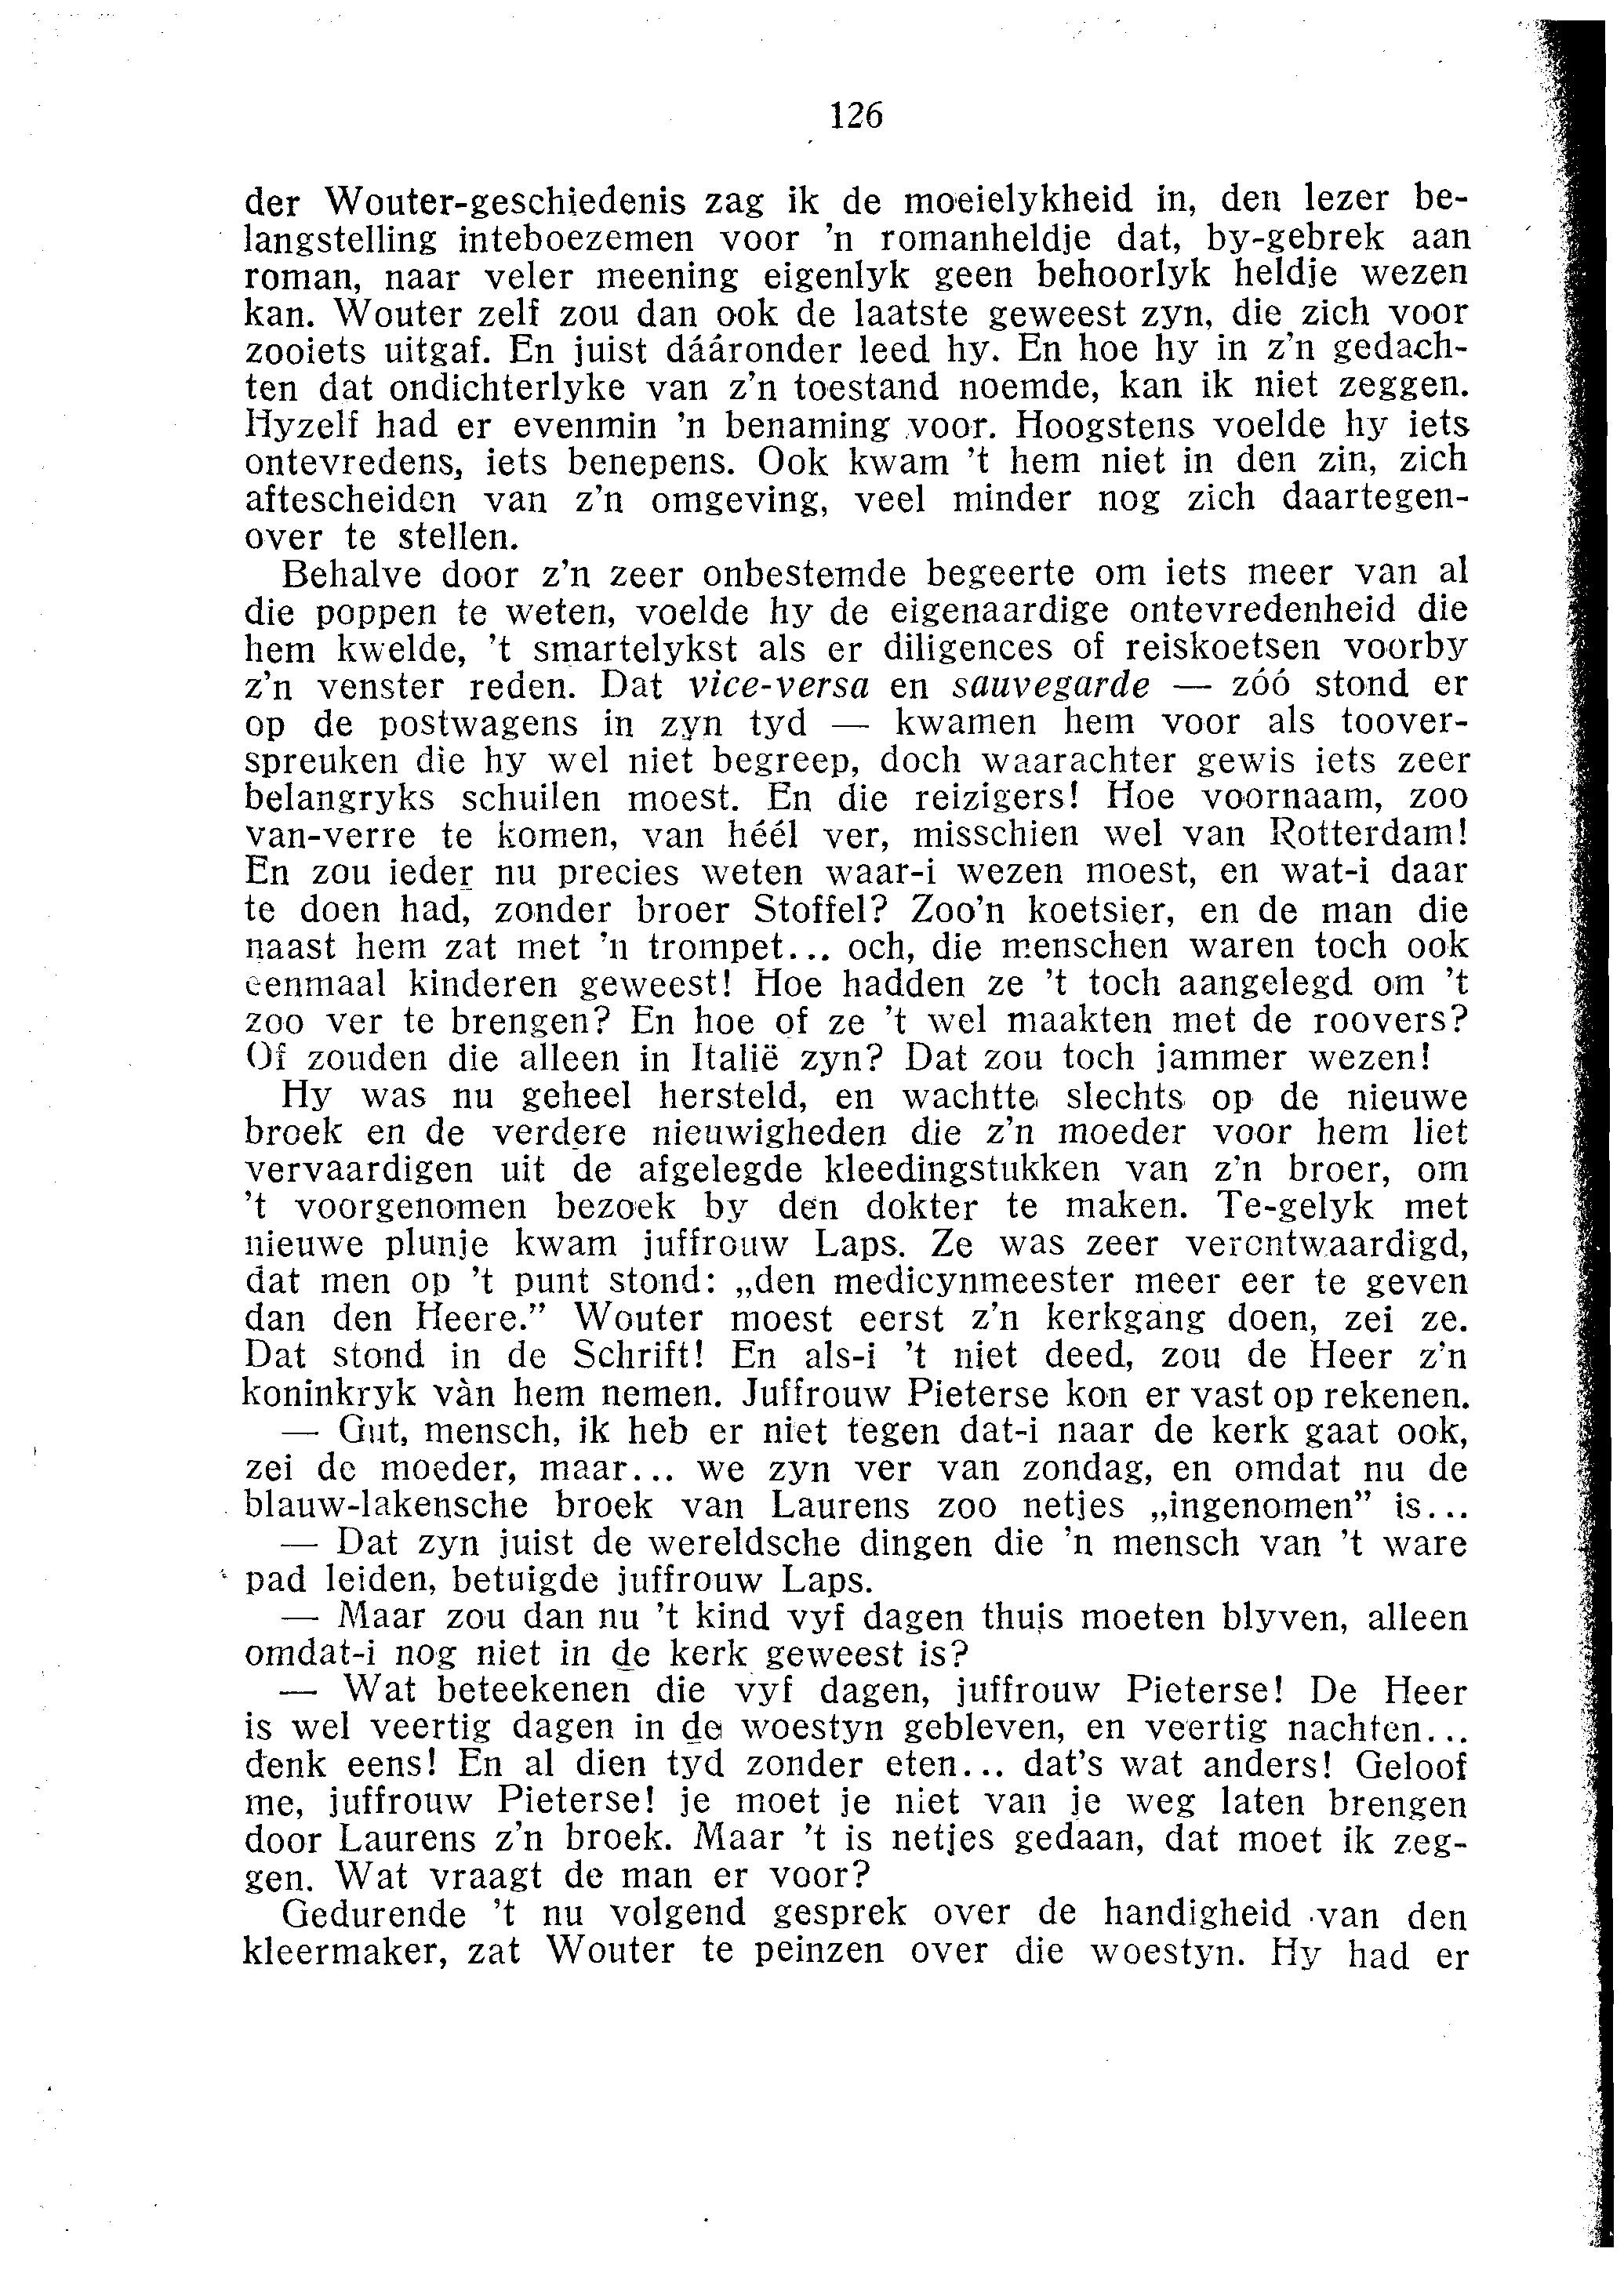 126
der Wouter-geschiedenis zag ik de moeielykheid in, den lezer be-
langstelling inteboezemen voor 'n romanheldje dat, by-gebrek aan
roman, naar veler meening eigenlyk geen behoorlyk heldje wezen
kan. Wouter zelf zou dan ook de laatste geweest zyn, die zich voor
zooiets uitgaf. En juist dááronder leed hy. En hoe hy in z'n gedach-
ten dat ondichterlyke van z'n toestand noemde, kan ik niet zeggen.
Hyzelf had er evenmin 'n benaming voor. Hoogstens voelde hy iets
ontevredens, iets benepens. Ook kwam 't hem niet in den zin, zich
aftescheiden van z'n omgeving, veel minder nog zich daartegen-
over te stellen.
Behalve door z'n zeer onbestemde begeerte om iets meer van al
die poppen te weten, voelde hy de eigenaardige ontevredenheid die
hem kwelde, 't smartelykst als er diligences of reiskoetsen voorby
z'n venster reden. Dat vice-versa en sauvegarde — zóó stond er
op de postwagens in zyn tyd — kwamen hem voor als toover-
spreuken die hy wel niet begreep, doch waarachter gewis iets zeer
belangryks schuilen moest. En die reizigers! Hoe voornaam, zoo
van-verre te komen, van héél ver, misschien wel van Rotterdam!
En zou ieder nu precies weten waar-i wezen moest, en wat-i daar
te doen had, zonder broer Stoffel? Zoo'n koetsier, en de man die
naast hem zat met 'n trompet... och, die menschen waren toch ook
eenmaal kinderen geweest! Hoe hadden ze 't toch aangelegd om 't
zoo ver te brengen? En hoe of ze 't wel maakten met de roovers?
Of zouden die alleen in Italië zyn? Dat zou toch jammer wezen!
Hy was nu geheel hersteld, en wachtte slechts op de nieuwe
broek en de verdere nieuwigheden die z'n moeder voor hem liet
vervaardigen uit de afgelegde kleedingstukken van z'n broer, om
't voorgenomen bezoek by den dokter te maken. Te-gelyk met
nieuwe plunje kwam juffrouw Laps. Ze was zeer verontwaardigd,
dat men op 't punt stond: „den medicynmeester meer eer te geven
dan den Heere.” Wouter moest eerst z'n kerkgang doen, zei ze.
Dat stond in de Schrift! En als-i 't niet deed, zou de Heer z'n
koninkryk vàn hem nemen. Juffrouw Pieterse kon er vast op rekenen.
— Gut, mensch, ik heb er niet tegen dat-i naar de kerk gaat ook,
zei de moeder, maar... we zyn ver van zondag, en omdat nu de
blauw-lakensche broek van Laurens zoo netjes „ingenomen” is...
— Dat zyn juist de wereldsche dingen die 'n mensch van 't ware
pad leiden, betuigde juffrouw Laps.
— Maar zou dan nu 't kind vyf dagen thuis moeten blyven, alleen
omdat-i nog niet in de kerk geweest is?
— Wat beteekenen die vyf dagen, juffrouw Pieterse! De Heer
is wel veertig dagen in de woestyn gebleven, en veertig nachten...
denk eens! En al dien tyd zonder eten... dat's wat anders! Geloof
me, juffrouw Pieterse! je moet je niet van je weg laten brengen
door Laurens z'n broek. Maar 't is netjes gedaan, dat moet ik zeg-
gen. Wat vraagt de man er voor?
Gedurende 't nu volgend gesprek over de handigheid van den
kleermaker, zat Wouter te peinzen over die woestyn. Hy had er